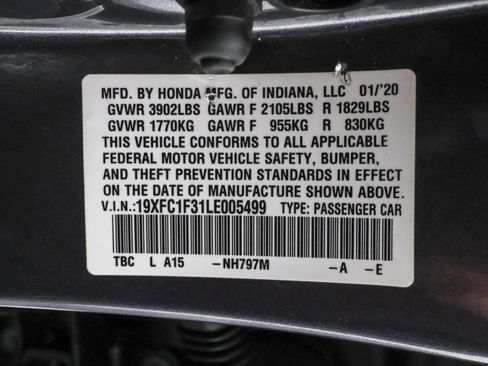 MFD. BY HONDA MFG. OF INDIANA, LLC 01/'20
GVWR 3902LBS GAWR F 2105LBS R 1829LBS
GVWR 1770KG GAWR F 955KG R 830KG
THIS VEHICLE CONFORMS TO ALL APPLICABLE
FEDERAL MOTOR VEHICLE SAFETY, BUMPER,
AND THEFT PREVENTION STANDARDS IN EFFECT
ON THE DATE OF MANUFACTURE SHOWN ABOVE.
V.I.N.:19XFC1F31LE005499 TYPE: PASSENGER CAR
TBC L A15 -NH797M -A -E